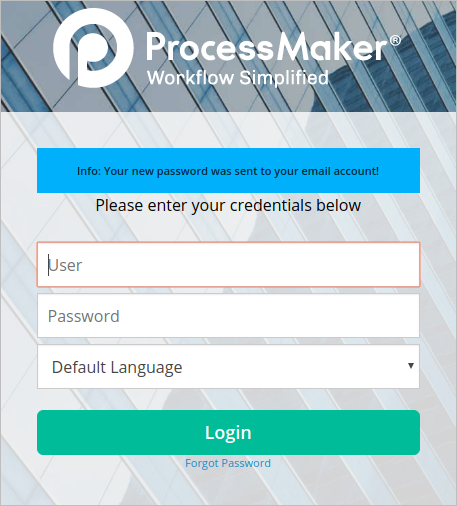 ProcessMaker®
Workflow Simplified
Info: Your new password was sent to your email account!
Please enter your credentials below
User
Password
Default Language
Login
Forgot Password